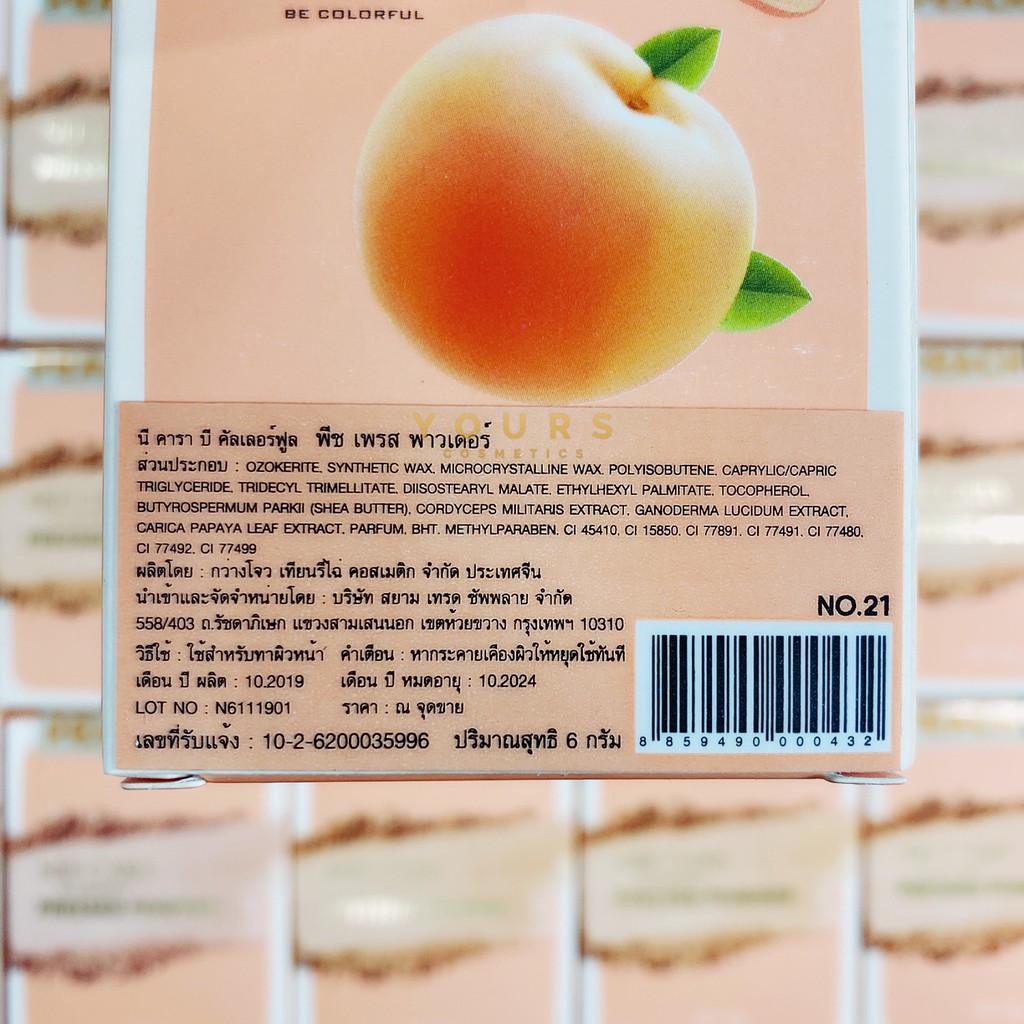 BE COLORFUL
YOURS
COSMETICS
นี คารา บี คัลเลอร์ฟูล พีช เพรส พาวเดอร์
ส่วนประกอบ : OZOKERITE, SYNTHETIC WAX, MICROCRYSTALLINE WAX, POLYISOBUTENE, CAPRYLIC/CAPRIC
TRIGLYCERIDE, TRIDECYL TRIMELLITATE, DIISOSTEARYL MALATE, ETHYLHEXYL PALMITATE, TOCOPHEROL,
BUTYROSPERMUM PARKII (SHEA BUTTER), CORDYCEPS MILITARIS EXTRACT, GANODERMA LUCIDUM EXTRACT,
CARICA PAPAYA LEAF EXTRACT, PARFUM, BHT, METHYLPARABEN, CI 45410, CI 15850, CI 77891, CI 77491, CI 77480,
CI 77492, CI 77499
ผลิตโดย : กวางโจว เทียนรีไฉ่ คอสเมติก จำกัด ประเทศจีน
นำเข้าและจัดจำหน่ายโดย : บริษัท สยาม เทรด ซัพพลาย จำกัด
558/403 ถ.รัชดาภิเษก แขวงสามเสนนอก เขตห้วยขวาง กรุงเทพฯ 10310
วิธีใช้ : ใช้สำหรับทาผิวหน้า คำเตือน : หากระคายเคืองผิวให้หยุดใช้ทันที
เดือน ปี ผลิต : 10.2019 เดือน ปี หมดอายุ : 10.2024
LOT NO : N6111901 ราคา : ณ จุดขาย
เลขที่รับแจ้ง : 10-2-6200035996 ปริมาณสุทธิ 6 กรัม
NO.21
8859490000432